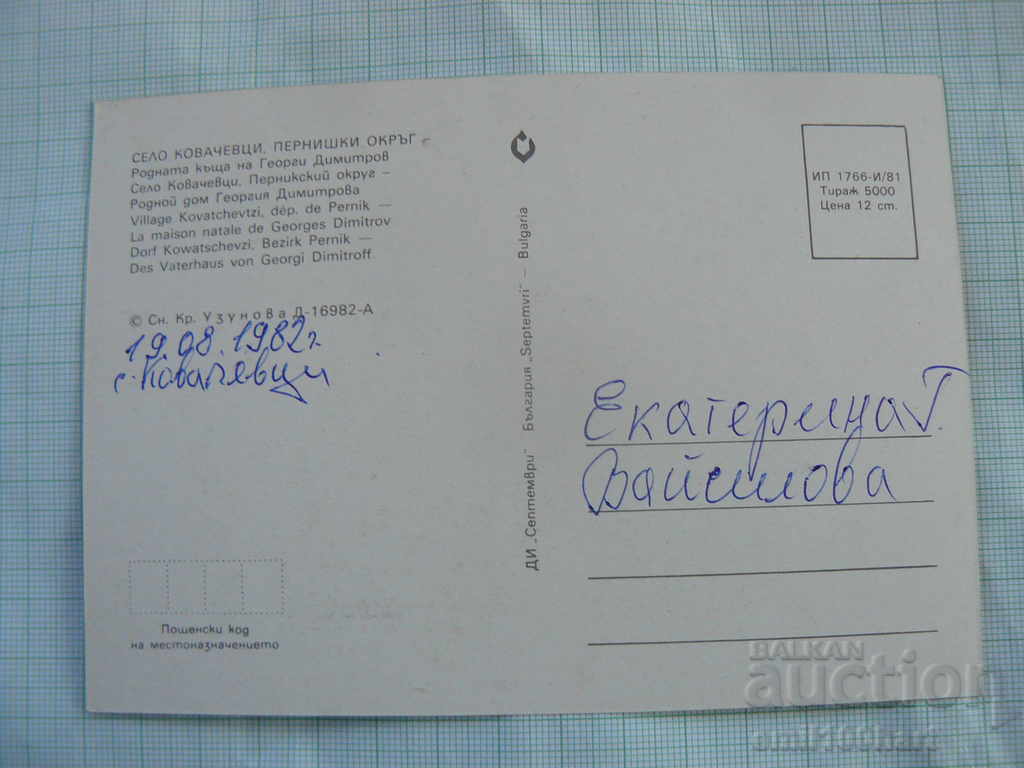 СЕЛО КОВАЧЕВЦИ, ПЕРНИШКИ ОКРЪГ –
Родната къща на Георги Димитров
Село Ковачевци, Перникский округ –
Родной дом Георгия Димитрова
Village Kovatchevtzi, dép. de Pernik —
La maison natale de Georges Dimitrov
Dorf Kowatschevzi, Bezirk Pernik —
Des Vaterhaus von Georgi Dimitroff
© Сн. Кр. Узунова Д-16982-А
19.08.1982г
с. Ковачевци
Пощенски код
на местоназначението
ДИ „Септември" България „Septemvri" — Bulgaria
ИП 1766-И/81
Тираж 5000
Цена 12 ст.
Екатерина Г.
Вайсилова
BALKAN
auction
emil100hart